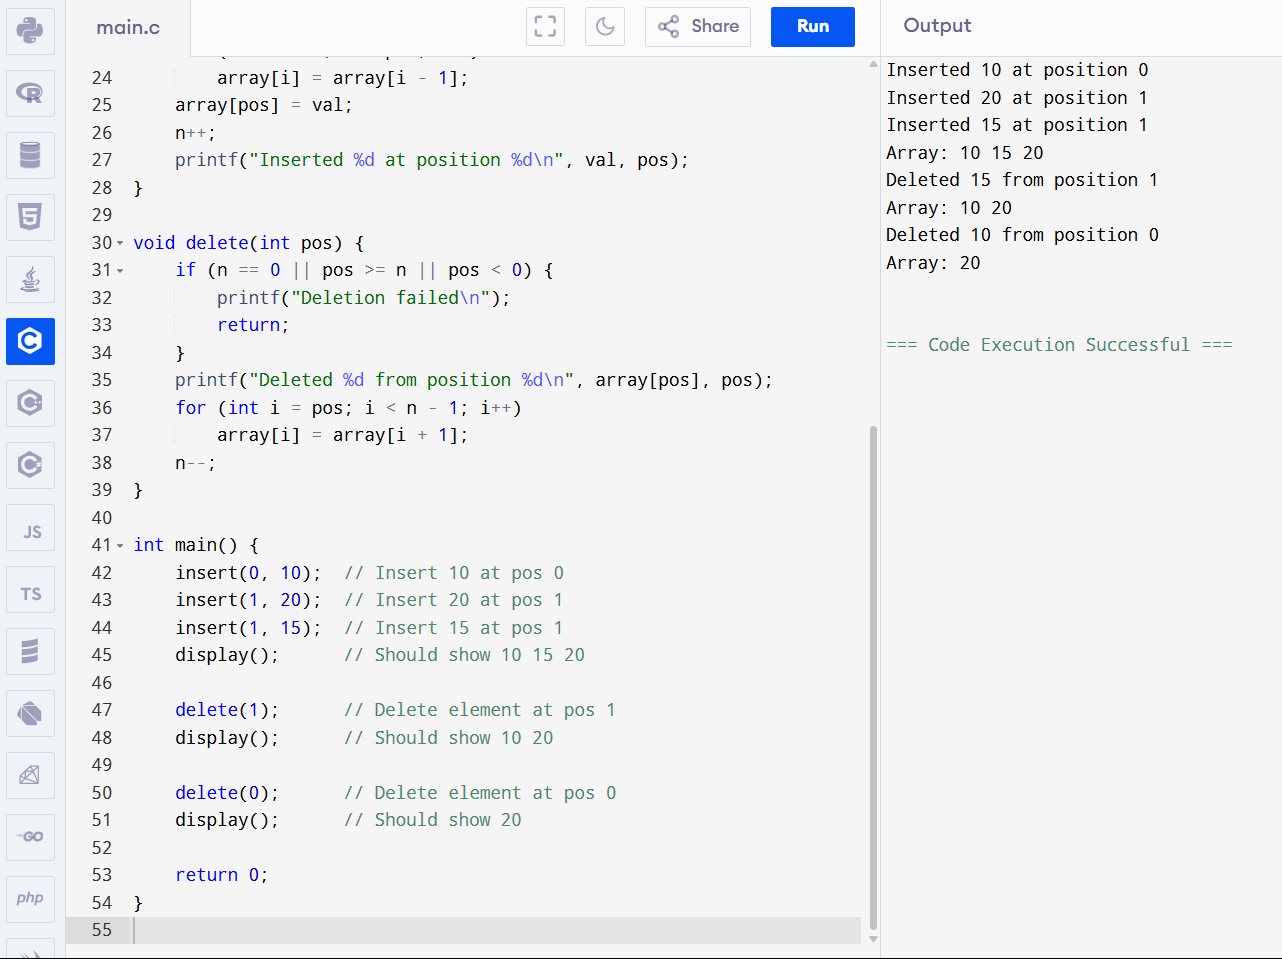 main.c
Share
Run
Output
24 array[i] = array[i - 1];
25 array[pos] = val;
26 n++;
27 printf("Inserted %d at position %d\n", val, pos);
28 }
29
30 void delete(int pos) {
31 if (n == 0 || pos >= n || pos < 0) {
32 printf("Deletion failed\n");
33 return;
34 }
35 printf("Deleted %d from position %d\n", array[pos], pos);
36 for (int i = pos; i < n - 1; i++)
37 array[i] = array[i + 1];
38 n--;
39 }
40
41 int main() {
42 insert(0, 10); // Insert 10 at pos 0
43 insert(1, 20); // Insert 20 at pos 1
44 insert(1, 15); // Insert 15 at pos 1
45 display(); // Should show 10 15 20
46
47 delete(1); // Delete element at pos 1
48 display(); // Should show 10 20
49
50 delete(0); // Delete element at pos 0
51 display(); // Should show 20
52
53 return 0;
54 }
55
Inserted 10 at position 0
Inserted 20 at position 1
Inserted 15 at position 1
Array: 10 15 20
Deleted 15 from position 1
Array: 10 20
Deleted 10 from position 0
Array: 20
=== Code Execution Successful ===
R
5
C
C
C
JS
TS
GO
php